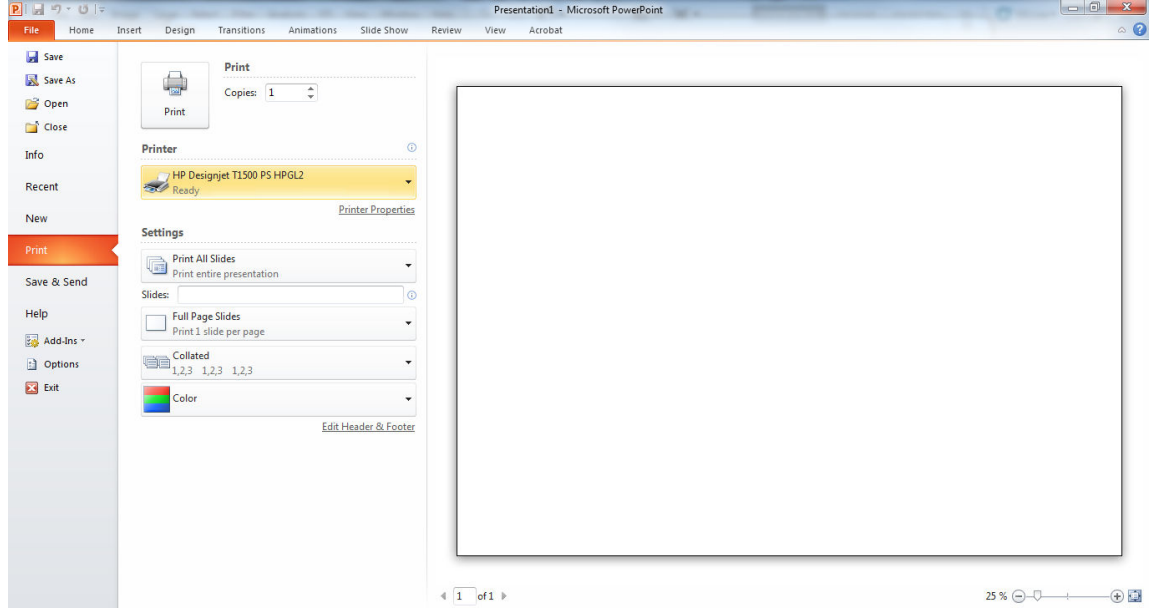 Presentation1 - Microsoft PowerPoint
File Home Insert Design Transitions Animations Slide Show Review View Acrobat
Save
Save As
Open
Close
Info
Recent
New
Print
Save & Send
Help
Add-Ins
Options
Exit
Print
Print
Copies: 1
Printer
HP Designjet T1500 PS HPGL2
Ready
Printer Properties
Settings
Print All Slides
Print entire presentation
Slides:
Full Page Slides
Print 1 slide per page
Collated
1,2,3 1,2,3 1,2,3
Color
Edit Header & Footer
1 of 1
25 %